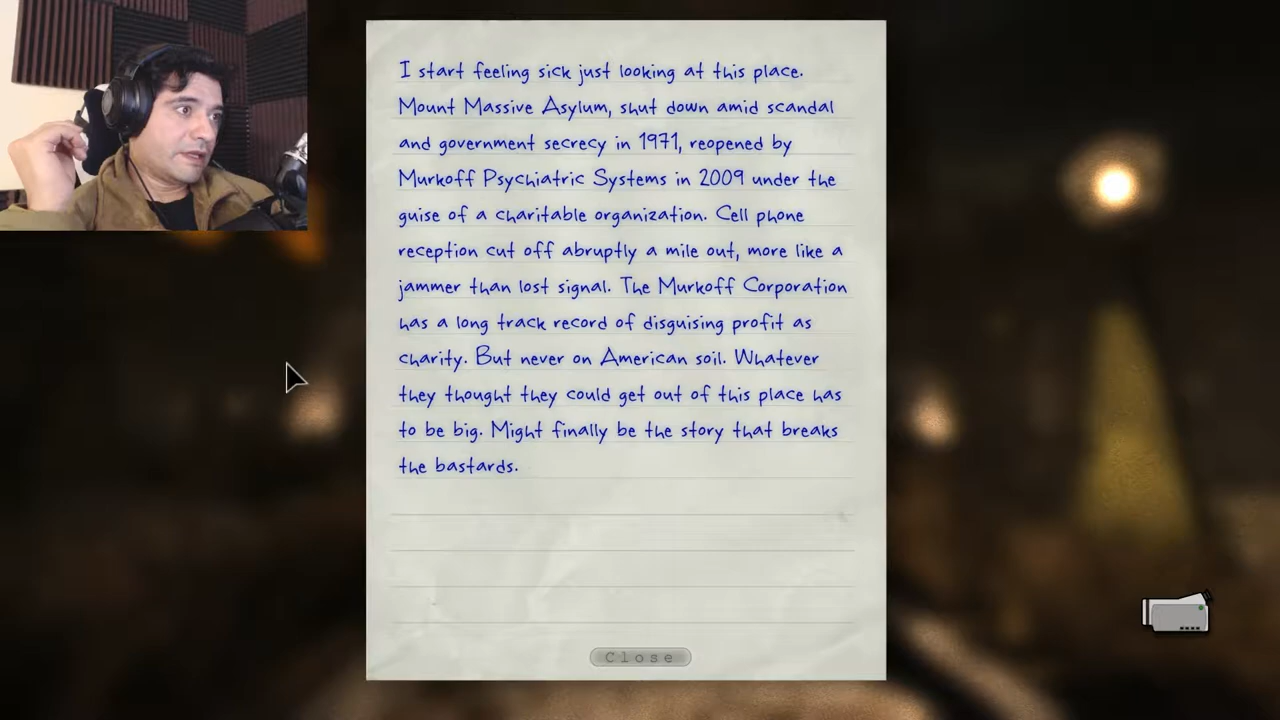 I start feeling sick just looking at this place.
Mount Massive Asylum, shut down amid scandal
and government secrecy in 1971, reopened by
Murkoff Psychiatric Systems in 2009 under the
guise of a charitable organization. Cell phone
reception cut off abruptly a mile out, more like a
jammer than lost signal. The Murkoff Corporation
has a long track record of disguising profit as
charity. But never on American soil. Whatever
they thought they could get out of this place has
to be big. Might finally be the story that breaks
the bastards.
Close